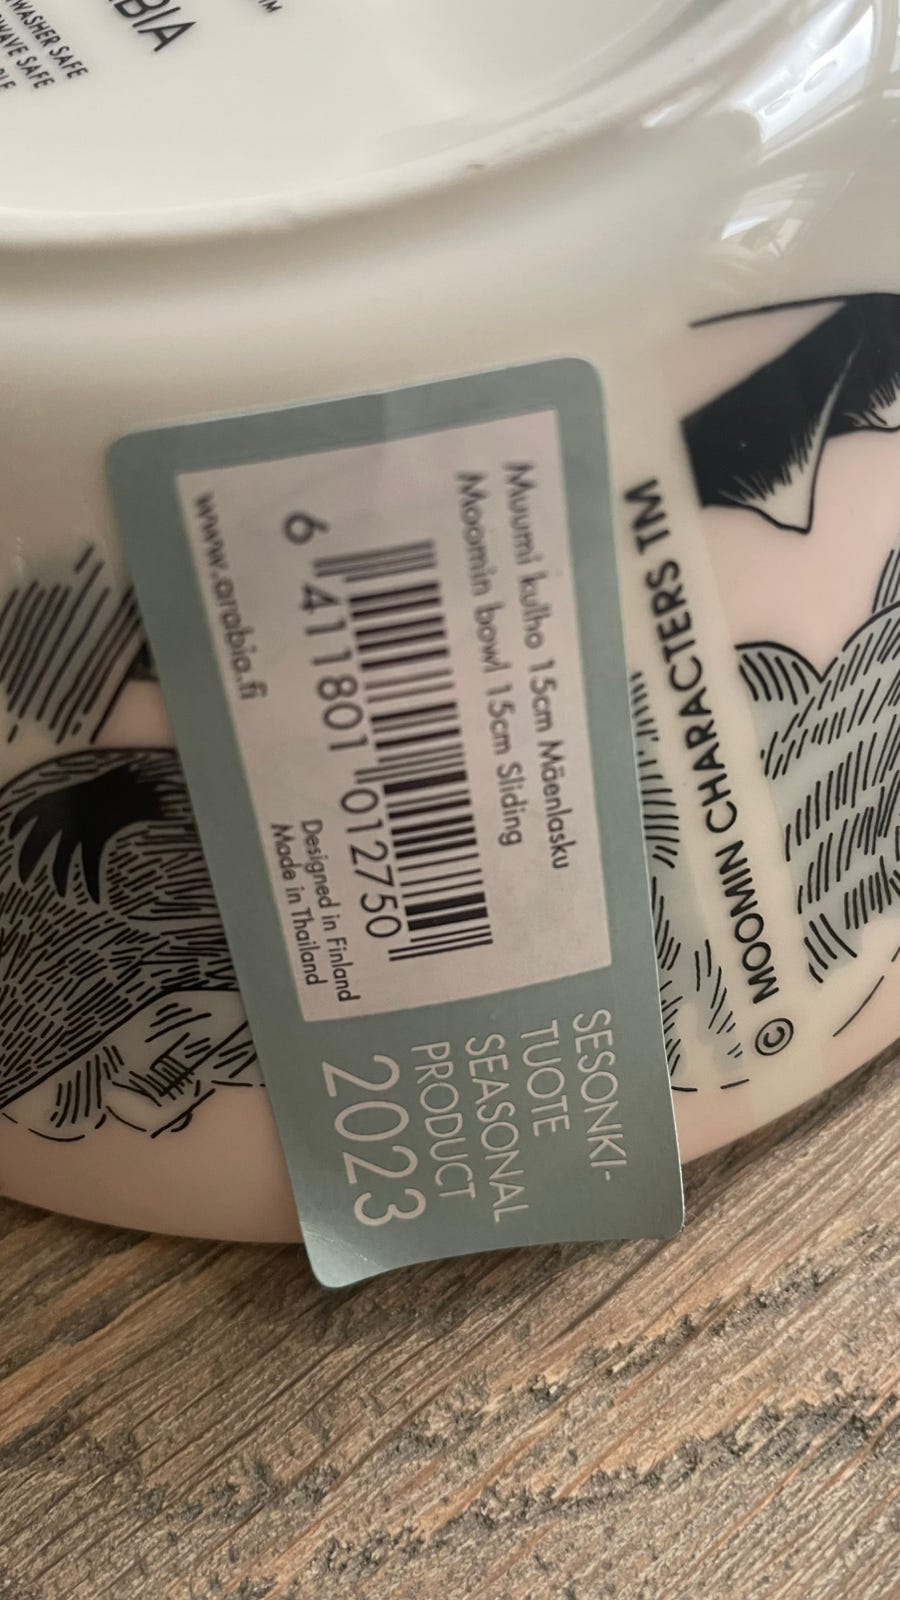 BIA
TM
WASHER SAFE
WAVE SAFE
Muumi kulho 15cm Mäenlasku
Moomin bowl 15cm Sliding
6 411801 012750
Designed in Finland
Made in Thailand
www.arabia.fi
SESONKI-
TUOTE
SEASONAL
PRODUCT
2023
© MOOMIN CHARACTERS TM